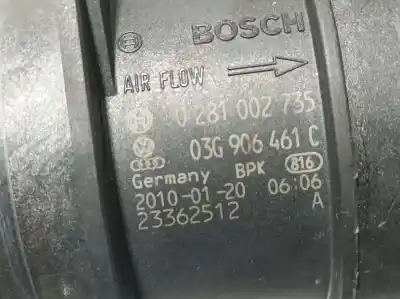 BOSCH
AIR FLOW
0 281 002 735
03G 906 461 C
Germany BPK 816
2010-01-20 06:06
23362512 A